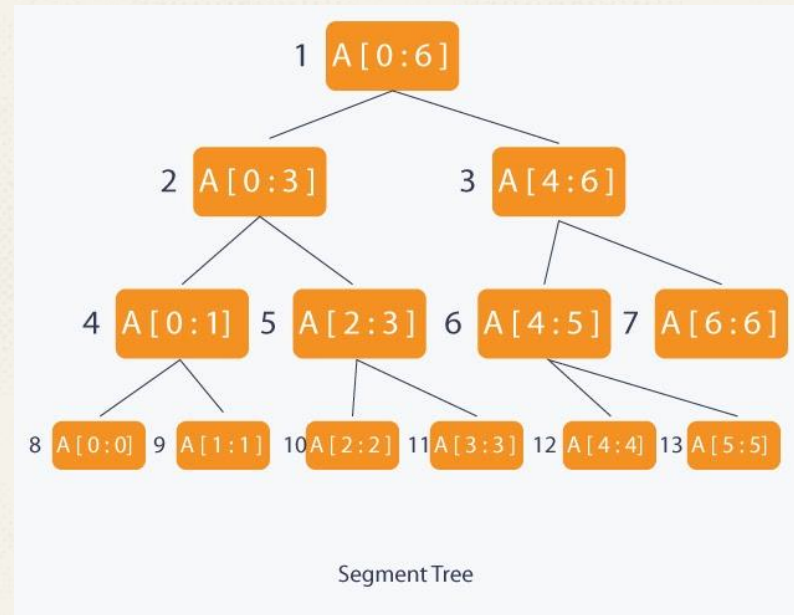 1 A[0:6]
2 A[0:3] 3 A[4:6]
4 A[0:1] 5 A[2:3] 6 A[4:5] 7 A[6:6]
8 A[0:0] 9 A[1:1] 10 A[2:2] 11 A[3:3] 12 A[4:4] 13 A[5:5]
Segment Tree